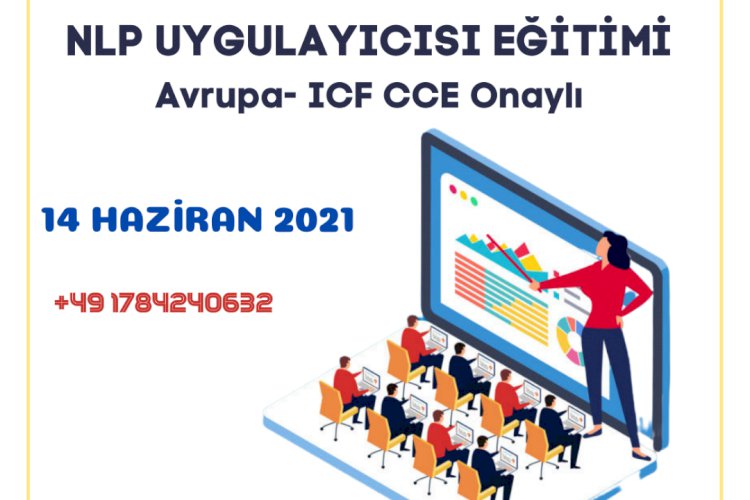 NLP UYGULAYICISI EĞİTİMİ
Avrupa- ICF CCE Onaylı
14 HAZİRAN 2021
+49 1784240632